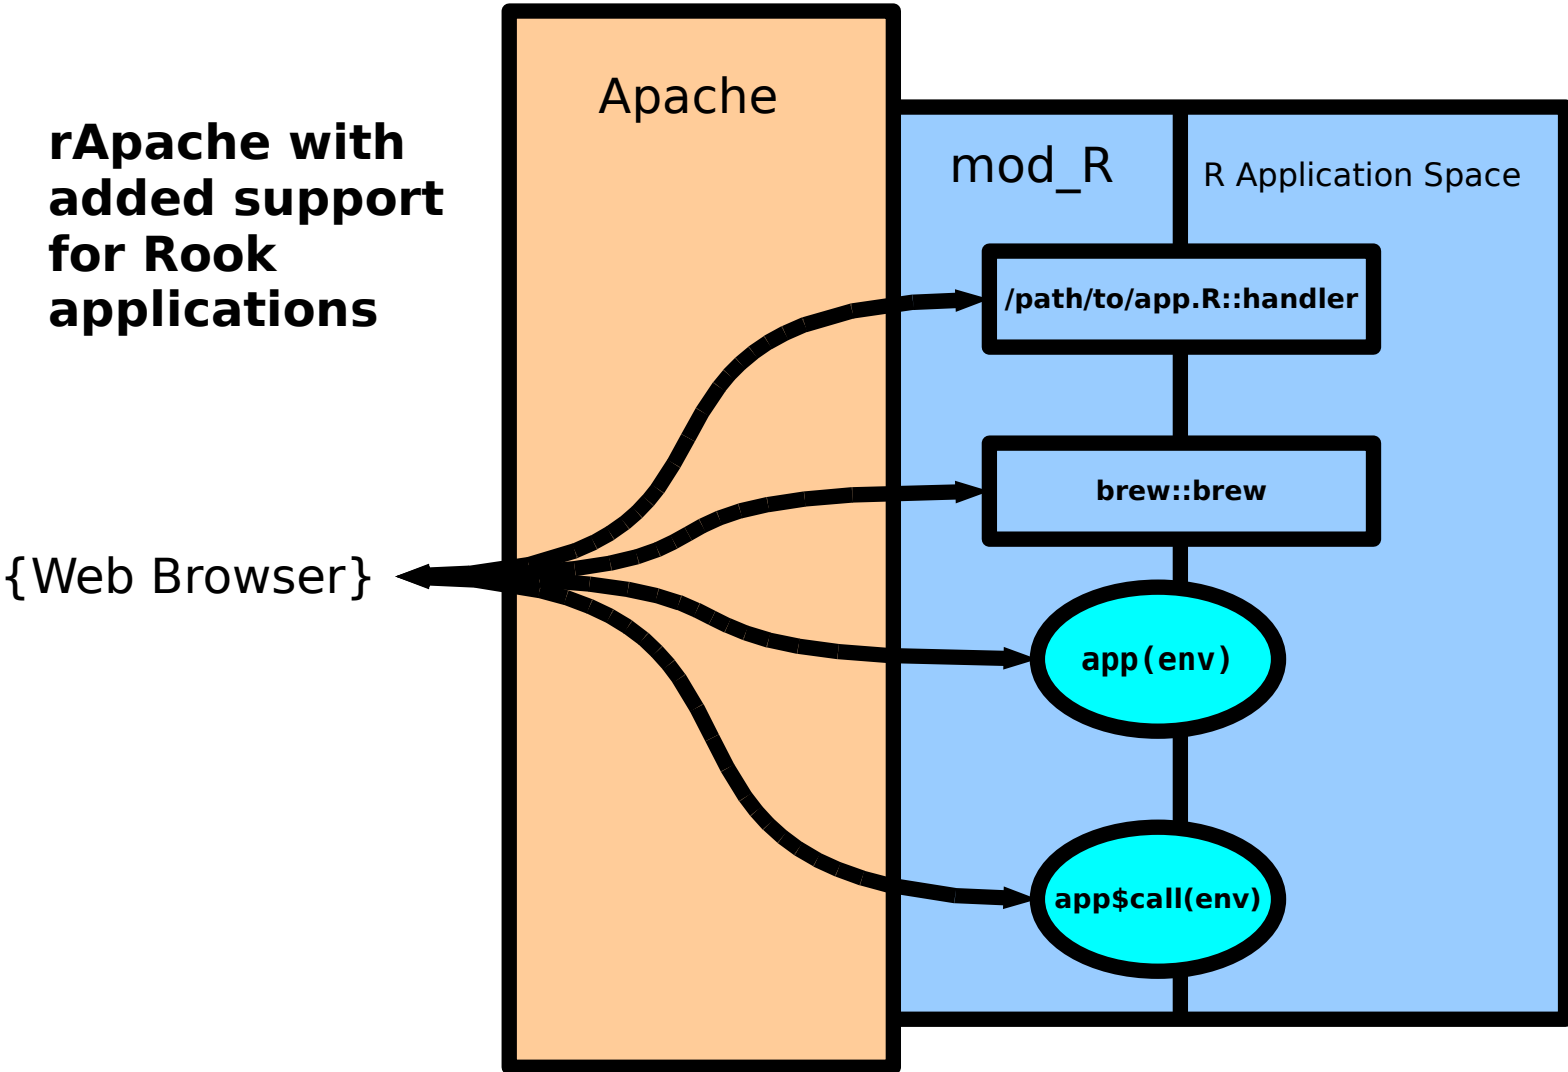 rApache with
added support
for Rook
applications
Apache
mod_R
R Application Space
/path/to/app.R::handler
brew::brew
{Web Browser}
app(env)
app$call(env)